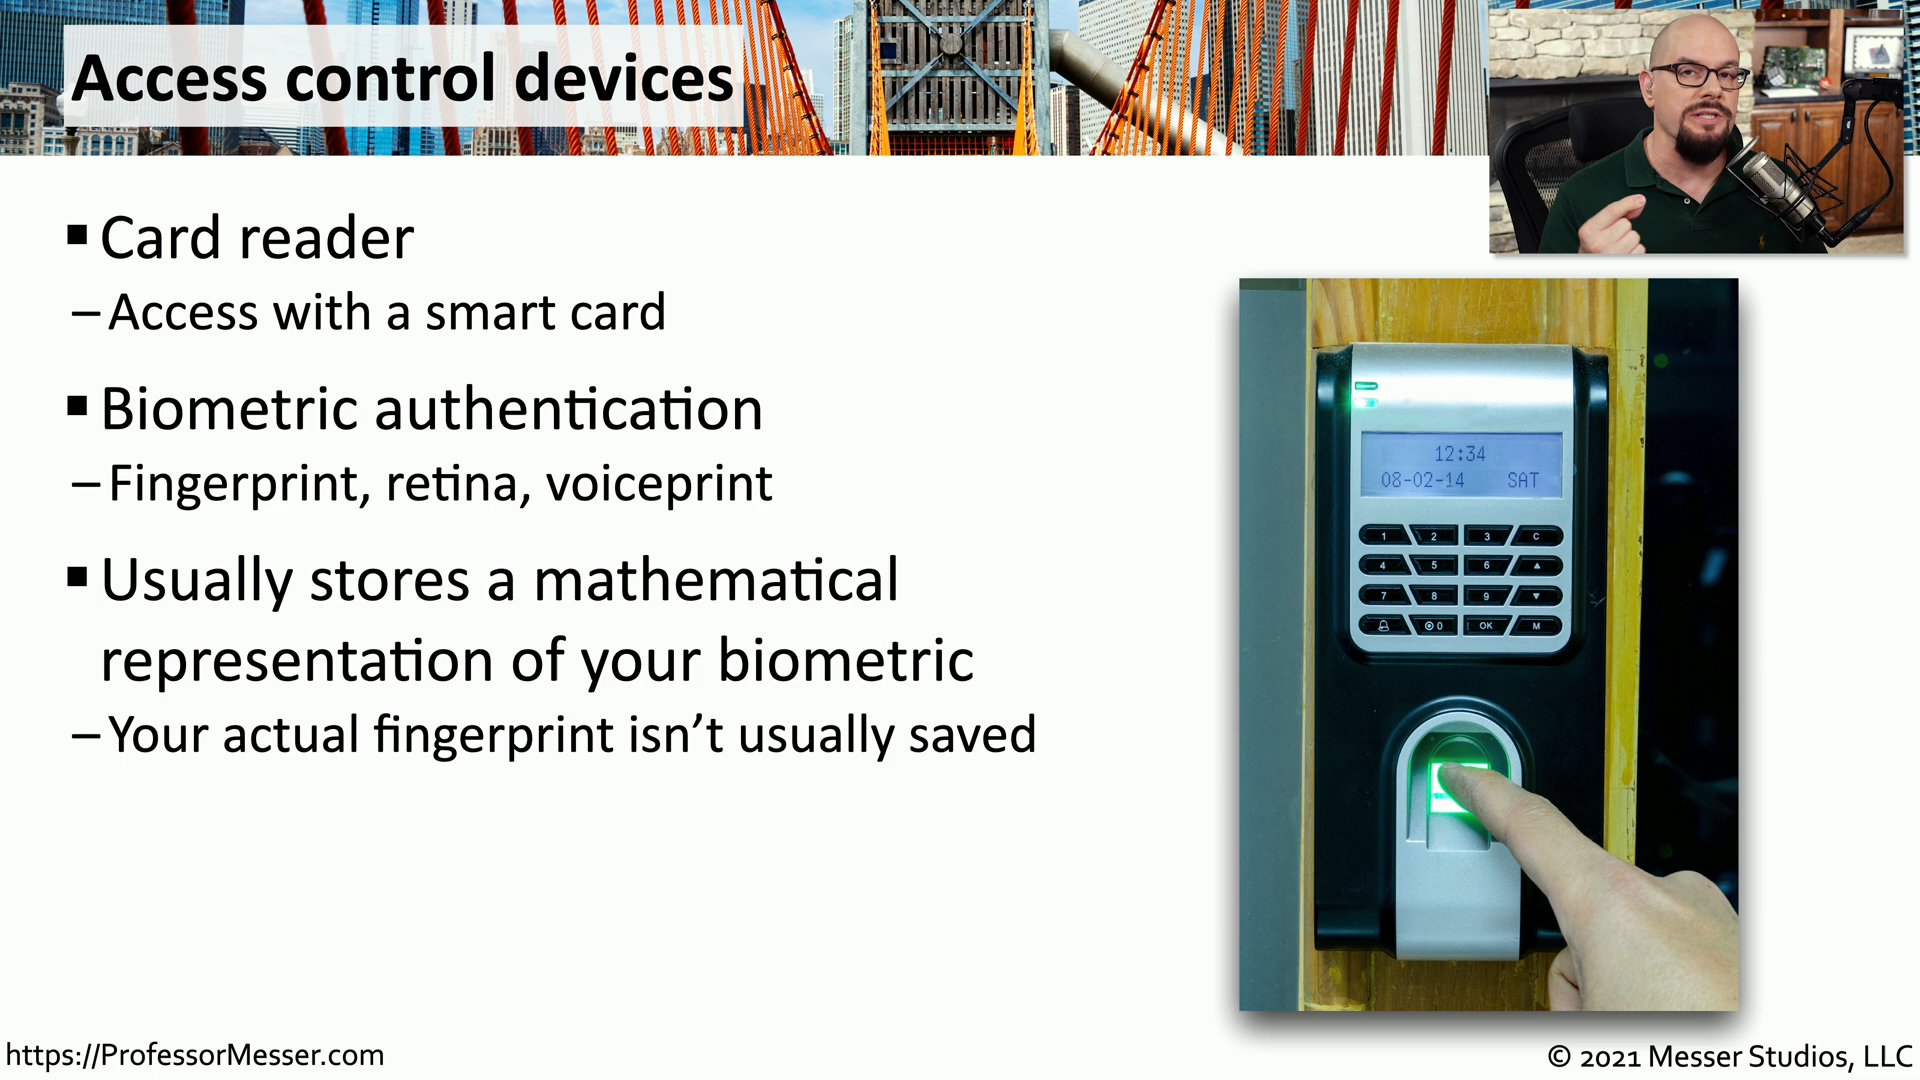 Access control devices
▪ Card reader
– Access with a smart card
▪ Biometric authentication
– Fingerprint, retina, voiceprint
▪ Usually stores a mathematical
representation of your biometric
– Your actual fingerprint isn’t usually saved
12:34
08-02-14 SAT
1 2 3 C
4 5 6 ▲
7 8 9 ▼
0 OK M
https://ProfessorMesser.com
© 2021 Messer Studios, LLC